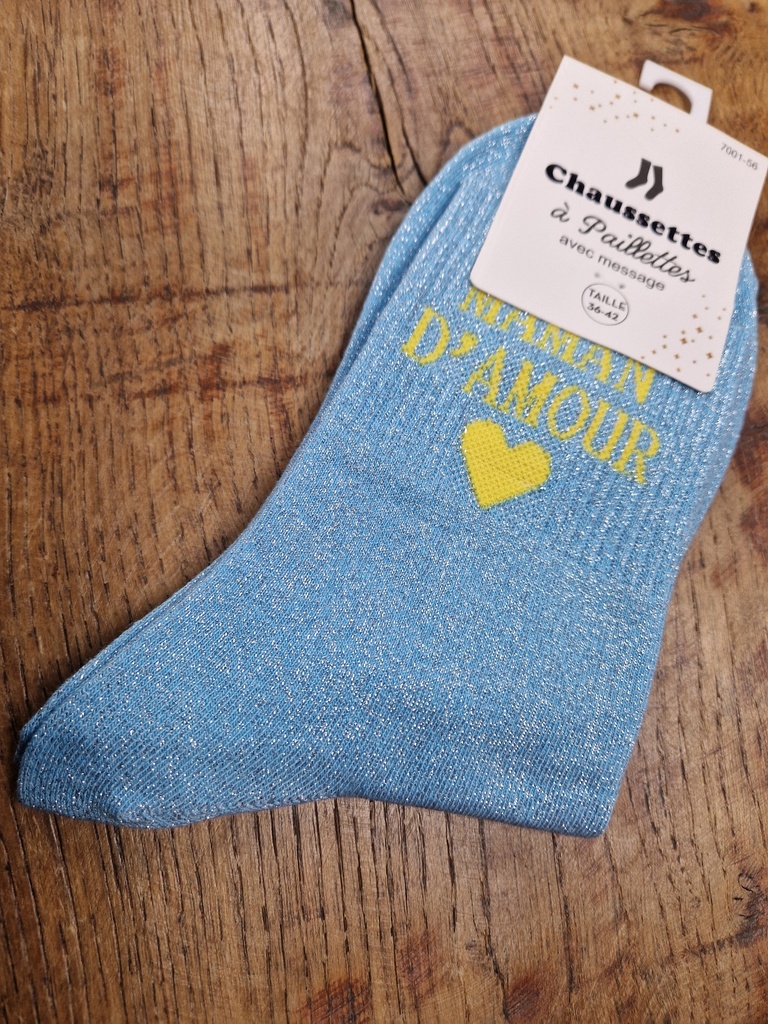 7001-56
Chaussettes
à Paillettes
avec message
TAILLE
36-42
MAMAN
D'AMOUR